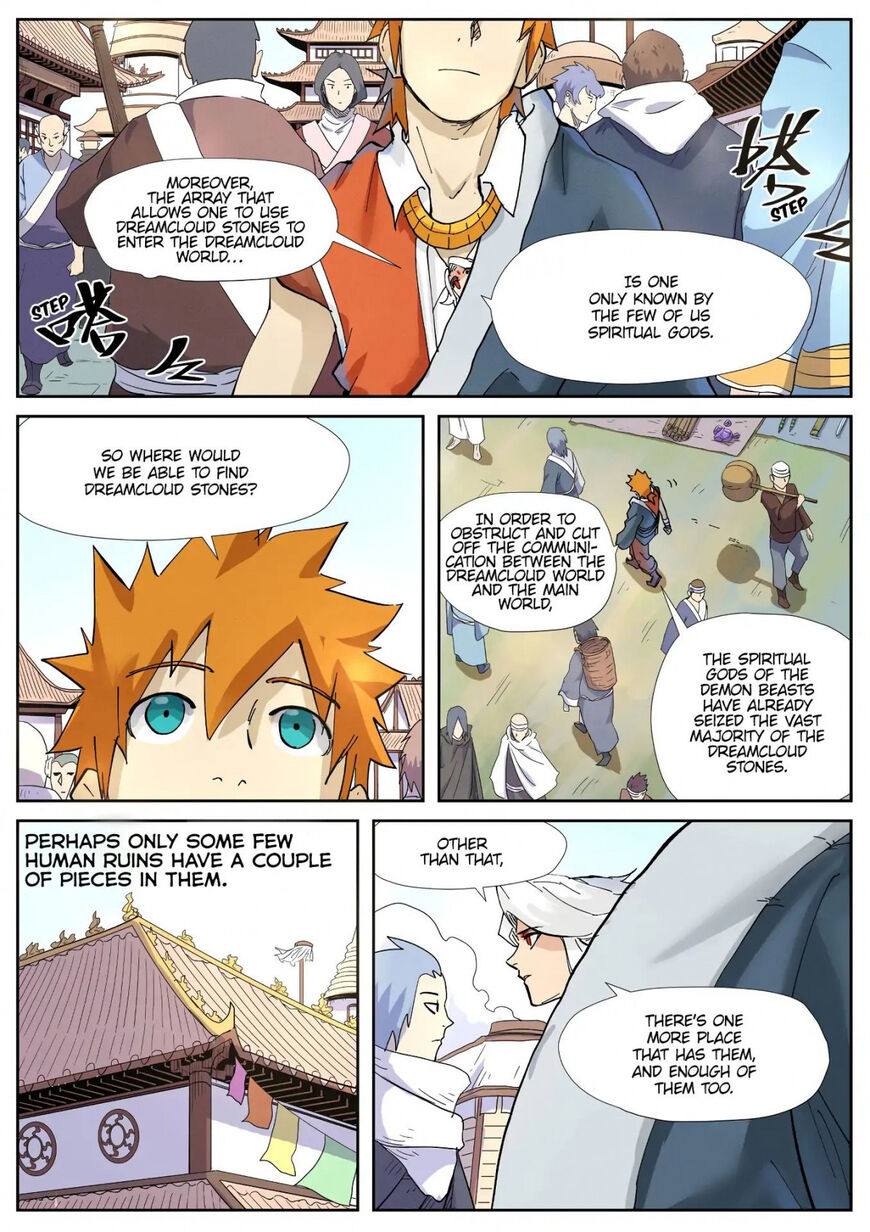 MOREOVER,
THE ARRAY THAT
ALLOWS ONE TO USE
DREAMCLOUD STONES TO
ENTER THE DREAMCLOUD
WORLD...
嗒
STEP
IS ONE
ONLY KNOWN BY
THE FEW OF US
SPIRITUAL GODS.
STEP
嗒
SO WHERE WOULD
WE BE ABLE TO FIND
DREAMCLOUD STONES?
IN ORDER TO
OBSTRUCT AND CUT
OFF THE COMMUNI-
CATION BETWEEN THE
DREAMCLOUD WORLD
AND THE MAIN
WORLD,
THE SPIRITUAL
GODS OF THE
DEMON BEASTS
HAVE ALREADY
SEIZED THE VAST
MAJORITY OF THE
DREAMCLOUD
STONES.
PERHAPS ONLY SOME FEW
HUMAN RUINS HAVE A COUPLE
OF PIECES IN THEM.
OTHER
THAN THAT,
THERE'S ONE
MORE PLACE
THAT HAS THEM,
AND ENOUGH OF
THEM TOO.